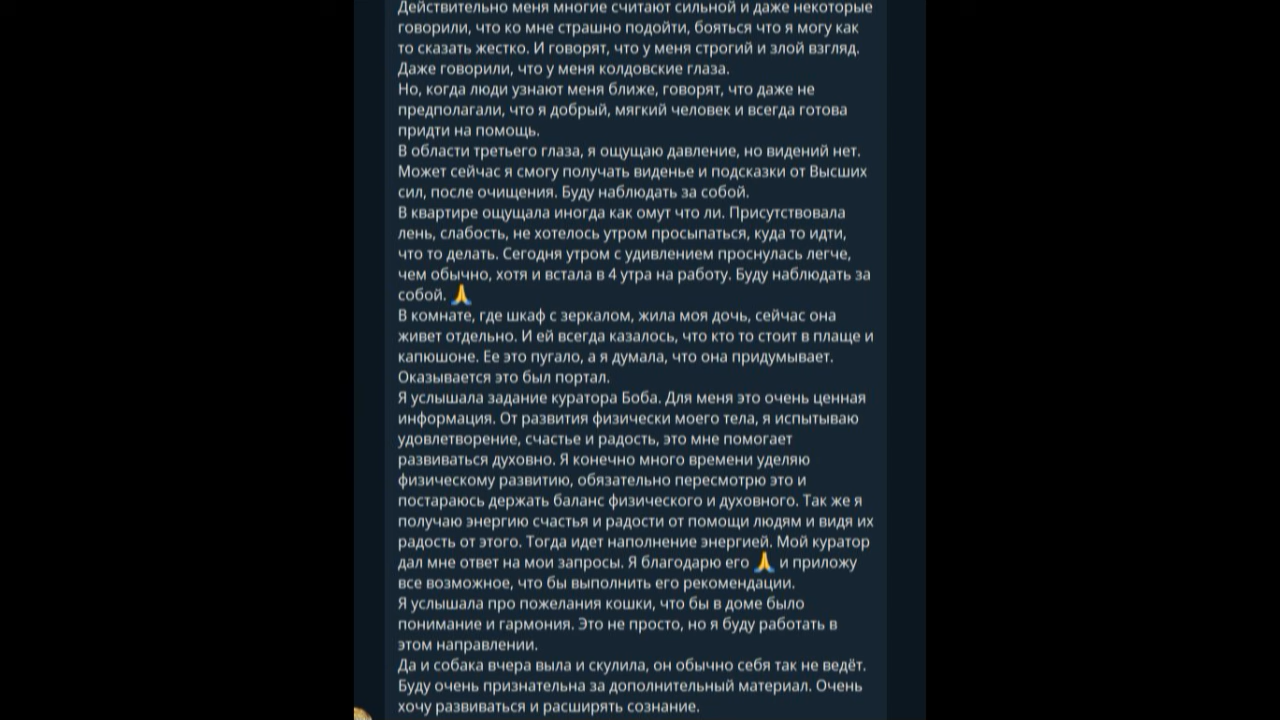 Действительно меня многие считают сильной и даже некоторые
говорили, что ко мне страшно подойти, бояться что я могу как
то сказать жестко. И говорят, что у меня строгий и злой взгляд.
Даже говорили, что у меня колдовские глаза.
Но, когда люди узнают меня ближе, говорят, что даже не
предполагали, что я добрый, мягкий человек и всегда готова
придти на помощь.
В области третьего глаза, я ощущаю давление, но видений нет.
Может сейчас я смогу получать виденье и подсказки от Высших
сил, после очищения. Буду наблюдать за собой.
В квартире ощущала иногда как омут что ли. Присутствовала
лень, слабость, не хотелось утром просыпаться, куда то идти,
что то делать. Сегодня утром с удивлением проснулась легче,
чем обычно, хотя и встала в 4 утра на работу. Буду наблюдать за
собой. 🙏
В комнате, где шкаф с зеркалом, жила моя дочь, сейчас она
живет отдельно. И ей всегда казалось, что кто то стоит в плаще и
капюшоне. Ее это пугало, а я думала, что она придумывает.
Оказывается это был портал.
Я услышала задание куратора Боба. Для меня это очень ценная
информация. От развития физически моего тела, я испытываю
удовлетворение, счастье и радость, это мне помогает
развиваться духовно. Я конечно много времени уделяю
физическому развитию, обязательно пересмотрю это и
постараюсь держать баланс физического и духовного. Так же я
получаю энергию счастья и радости от помощи людям и видя их
радость от этого. Тогда идет наполнение энергией. Мой куратор
дал мне ответ на мои запросы. Я благодарю его 🙏 и приложу
все возможное, что бы выполнить его рекомендации.
Я услышала про пожелания кошки, что бы в доме было
понимание и гармония. Это не просто, но я буду работать в
этом направлении.
Да и собака вчера выла и скулила, он обычно себя так не ведёт.
Буду очень признательна за дополнительный материал. Очень
хочу развиваться и расширять сознание.